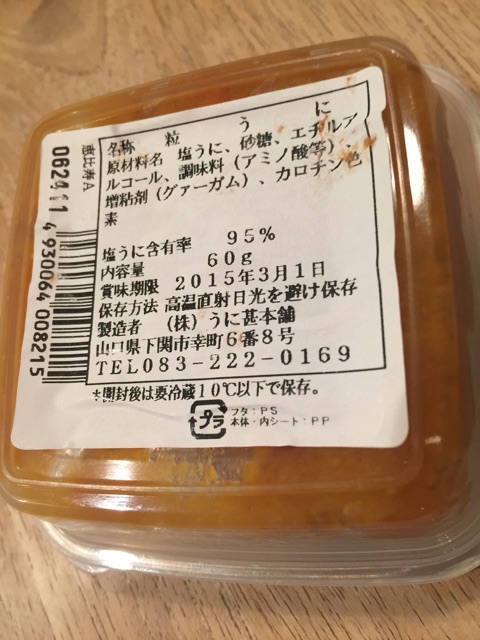 名称 粒うに
原材料名 塩うに、砂糖、エチルア
ルコール、調味料(アミノ酸等)、
増粘剤(グァーガム)、カロチン色
素
塩うに含有率 95%
内容量 60g
賞味期限 2015年3月1日
保存方法 高温直射日光を避け保存
製造者 (株)うに甚本舗
山口県下関市幸町6番8号
TEL083-222-0169
*開封後は要冷蔵10℃以下で保存。
プラ
フタ:PS
本体・内シート:PP
恵比寿A
4930064008215